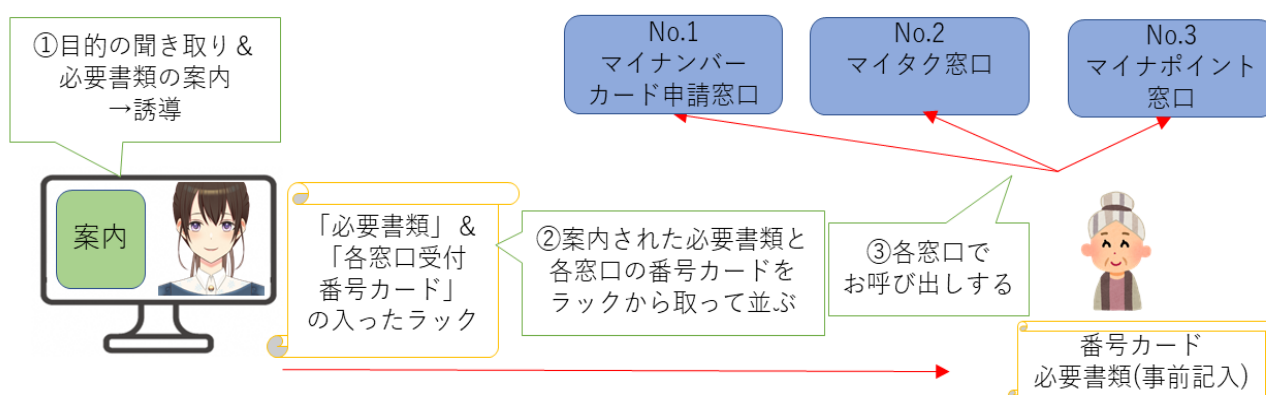 ①目的の聞き取り＆
必要書類の案内
→誘導
No.1
マイナンバー
カード申請窓口
No.2
マイタク窓口
No.3
マイナポイント
窓口
案内
「必要書類」＆
「各窓口受付
番号カード」
の入ったラック
②案内された必要書類と
各窓口の番号カードを
ラックから取って並ぶ
③各窓口で
お呼び出しする
番号カード
必要書類(事前記入)